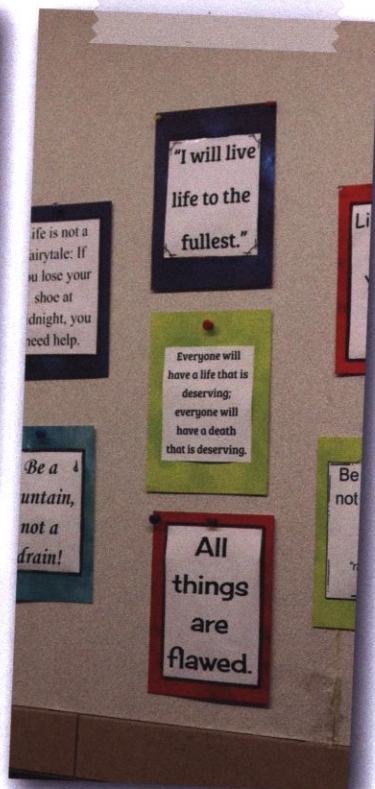 "I will live
life to the
fullest."
ife is not a
airytale: If
u lose your
shoe at
dnight, you
need help.
Everyone will
have a life that is
deserving;
everyone will
have a death
that is deserving.
Be a
untain,
not a
drain!
All
things
are
flawed.
Li
Be
not